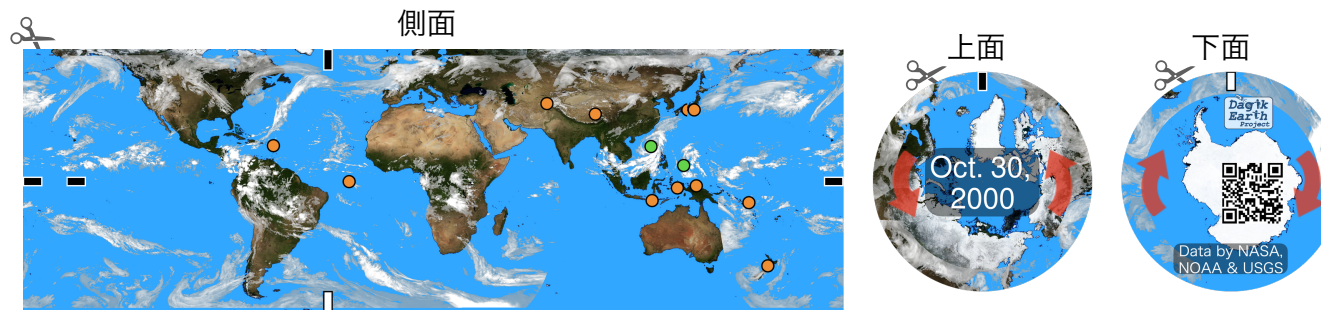 側面
上面
下面
Oct. 30,
2000
Dagik
Earth
Project
Data by NASA,
NOAA & USGS